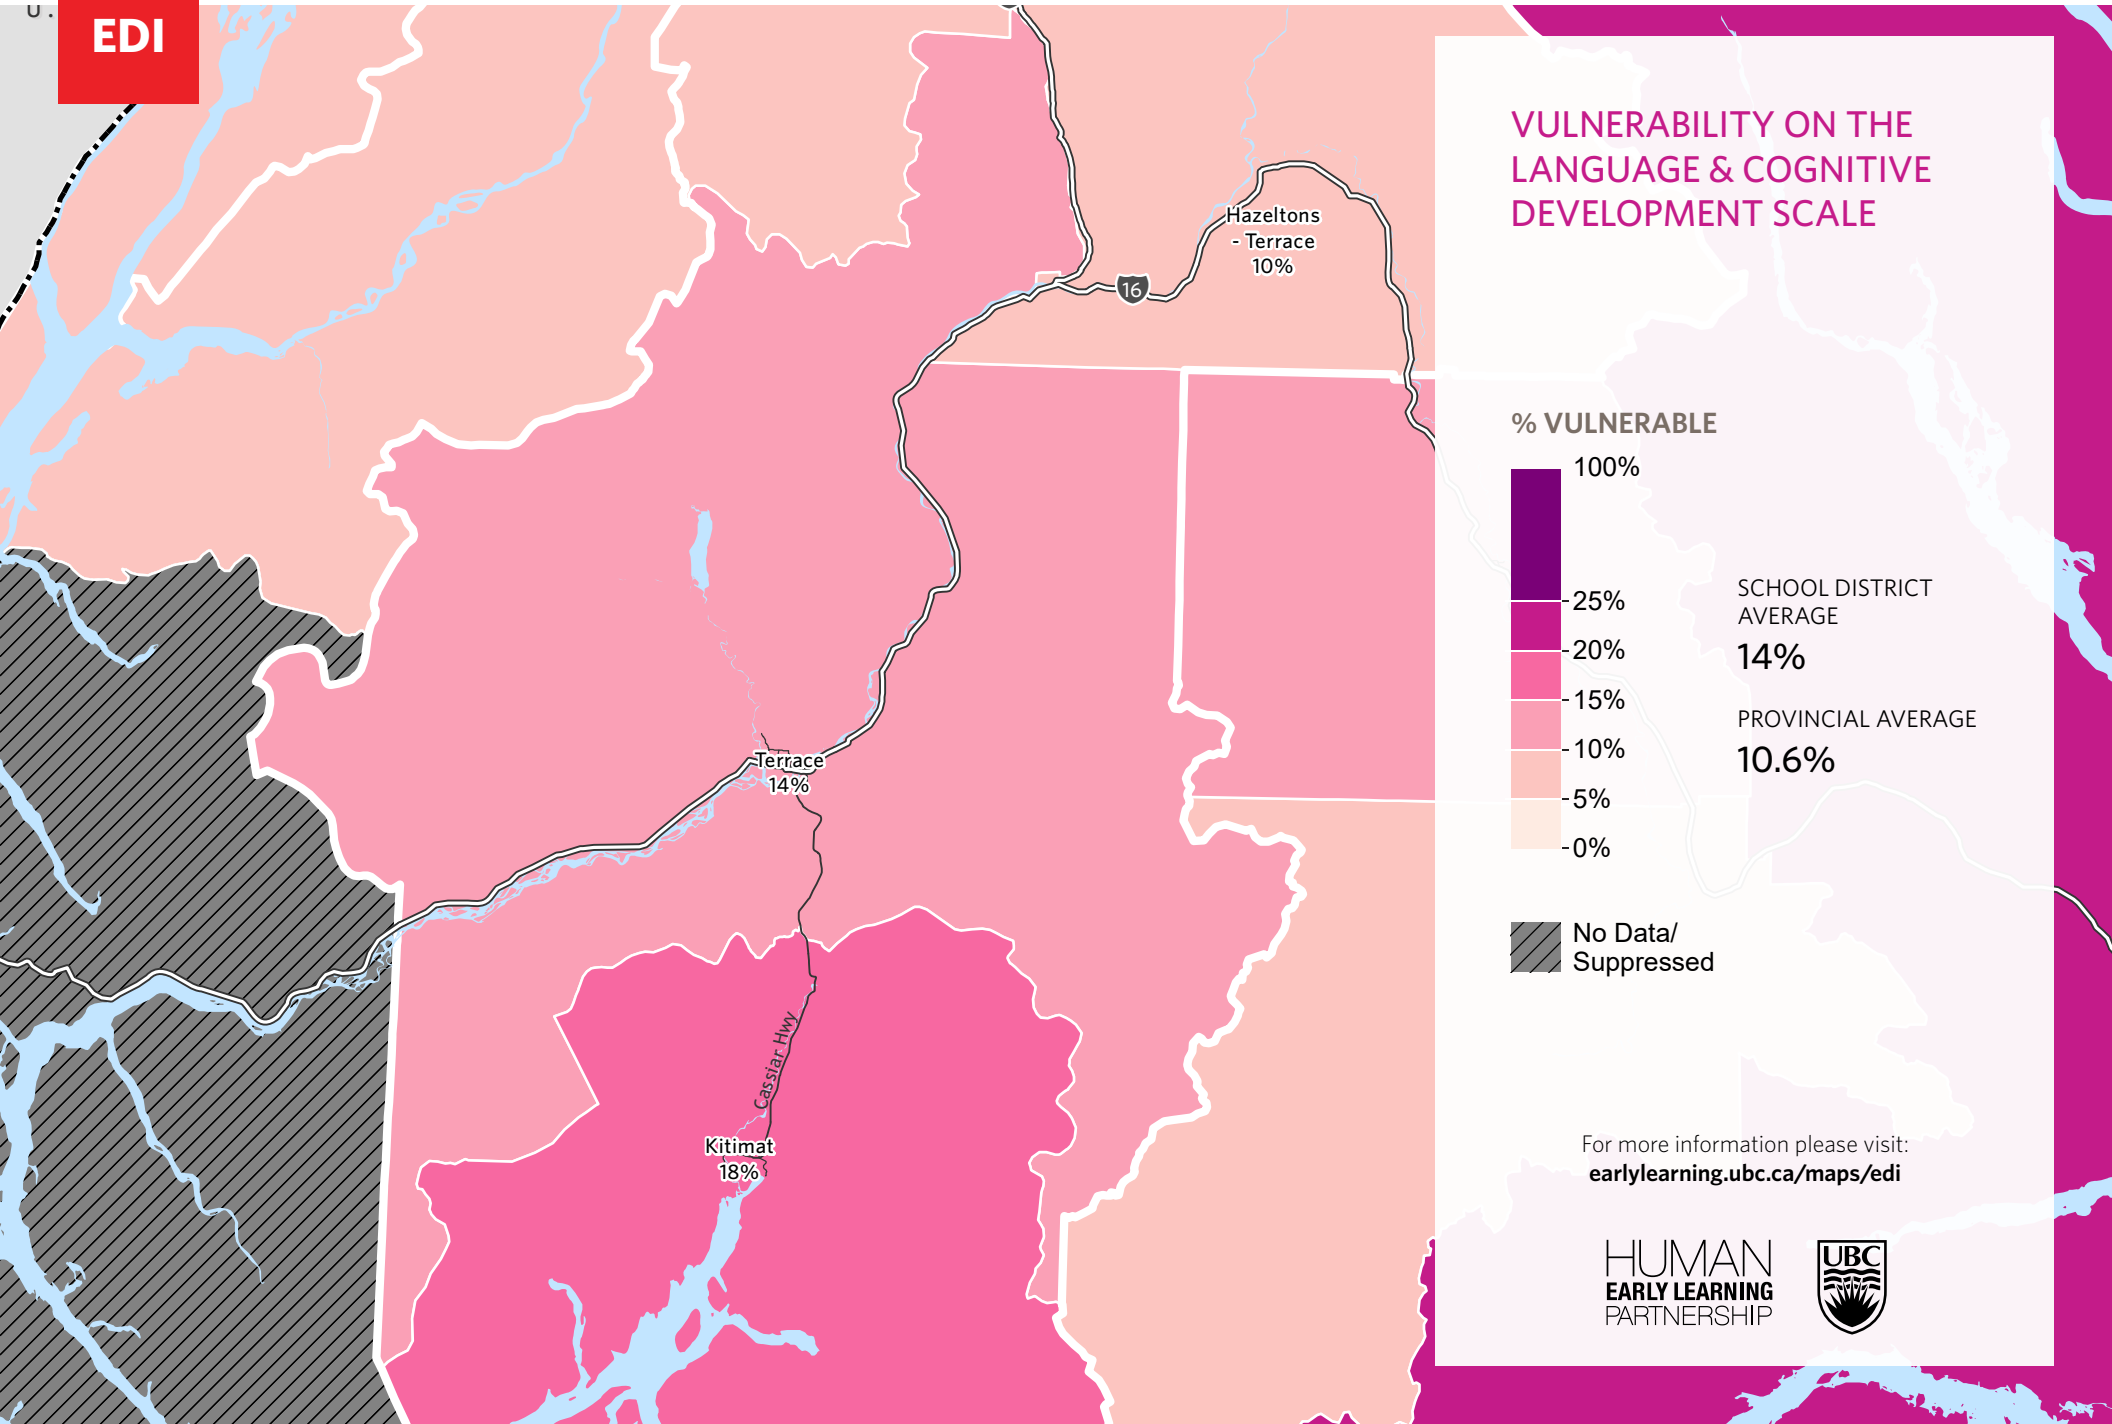 U.
EDI
Hazeltons
- Terrace
10%
16
Terrace
14%
Cassiar Hwy
Kitimat
18%
VULNERABILITY ON THE
LANGUAGE & COGNITIVE
DEVELOPMENT SCALE
% VULNERABLE
100%
25%
20%
15%
10%
5%
0%
SCHOOL DISTRICT
AVERAGE
14%
PROVINCIAL AVERAGE
10.6%
No Data/
Suppressed
For more information please visit:
earlylearning.ubc.ca/maps/edi
HUMAN
EARLY LEARNING
PARTNERSHIP
UBC